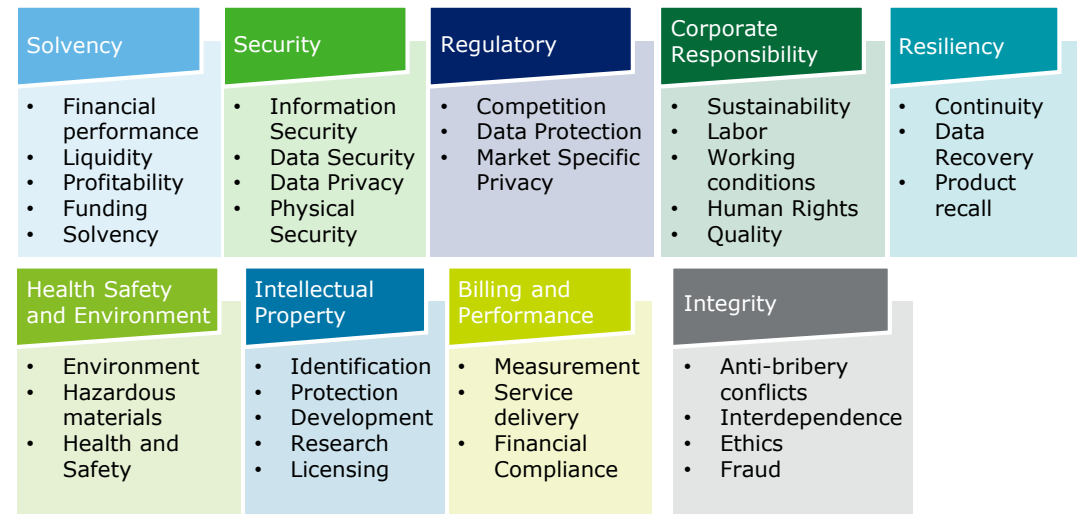 Solvency
• Financial
performance
• Liquidity
• Profitability
• Funding
• Solvency
Security
• Information
Security
• Data Security
• Data Privacy
• Physical
Security
Regulatory
• Competition
• Data Protection
• Market Specific
Privacy
Corporate
Responsibility
• Sustainability
• Labor
• Working
conditions
• Human Rights
• Quality
Resiliency
• Continuity
• Data
Recovery
• Product
recall
Health Safety
and Environment
• Environment
• Hazardous
materials
• Health and
Safety
Intellectual
Property
• Identification
• Protection
• Development
• Research
• Licensing
Billing and
Performance
• Measurement
• Service
delivery
• Financial
Compliance
Integrity
• Anti-bribery
conflicts
• Interdependence
• Ethics
• Fraud